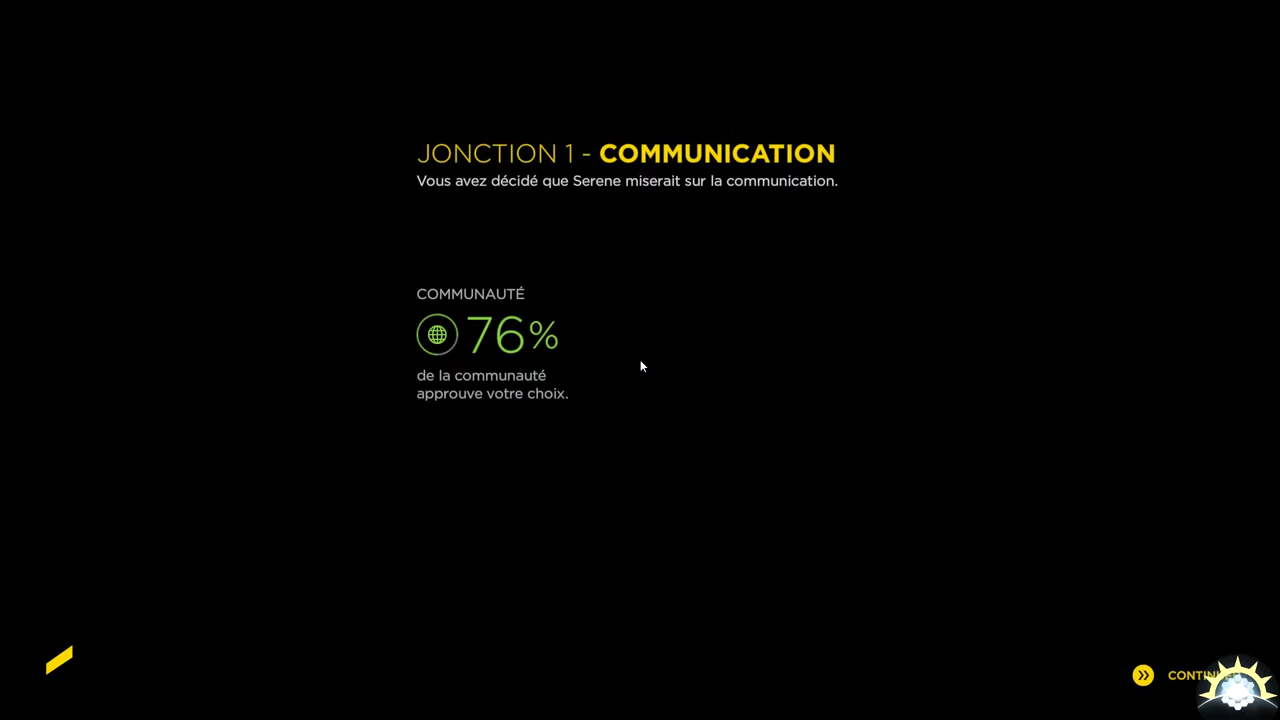 JONCTION 1 - COMMUNICATION
Vous avez décidé que Serene miserait sur la communication.
COMMUNAUTÉ
76%
de la communauté
approuve votre choix.